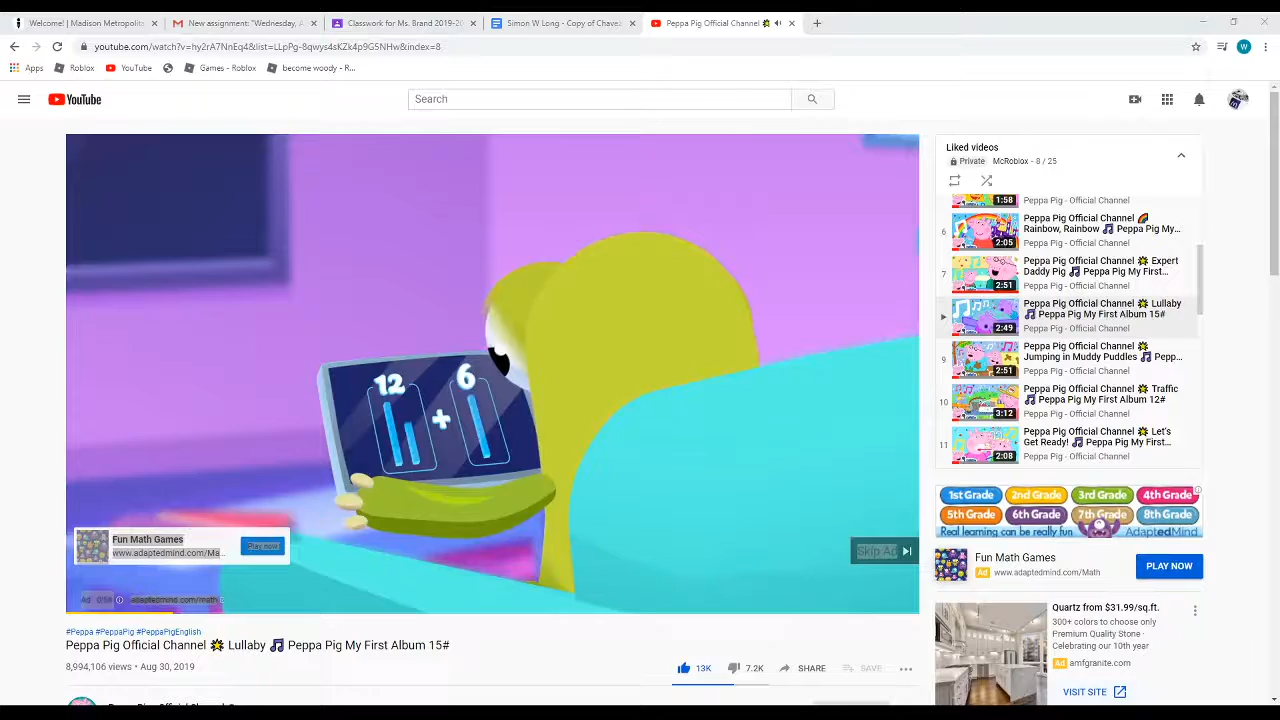 Welcome! | Madison Metropolit
New assignment: "Wednesday, A
Classwork for Ms. Brand 2019-20
Simon W Long - Copy of Chavez
Peppa Pig Official Channel
youtube.com/watch?v=hy2rA7NnEq4&list=LLpPg-8qwys4sKZk4p9G5NHw&index=8
W
Apps
Roblox
YouTube
Games - Roblox
become woody - R...
YouTube
Search
12 + 6
Fun Math Games
www.adaptedmind.com/Ma...
Play now!
Skip Ad
Ad 0:58
adaptedmind.com/math
#Peppa #PeppaPig #PeppaPigEnglish
Peppa Pig Official Channel 🌟 Lullaby 🎵 Peppa Pig My First Album 15#
8,994,106 views • Aug 30, 2019
13K
7.2K
SHARE
SAVE
Liked videos
Private McRoblox - 8 / 25
1:58
Peppa Pig - Official Channel
6
2:05
Peppa Pig Official Channel 🌈
Rainbow, Rainbow 🎵 Peppa Pig My...
Peppa Pig - Official Channel
7
2:51
Peppa Pig Official Channel 🌟 Expert
Daddy Pig 🎵 Peppa Pig My First...
Peppa Pig - Official Channel
2:49
Peppa Pig Official Channel 🌟 Lullaby
🎵 Peppa Pig My First Album 15#
Peppa Pig - Official Channel
9
2:51
Peppa Pig Official Channel 🌟
Jumping in Muddy Puddles 🎵 Pepp...
Peppa Pig - Official Channel
10
3:12
Peppa Pig Official Channel 🌟 Traffic
🎵 Peppa Pig My First Album 12#
Peppa Pig - Official Channel
11
2:08
Peppa Pig Official Channel 🌟 Let's
Get Ready! 🎵 Peppa Pig My First...
Peppa Pig - Official Channel
1st Grade 2nd Grade 3rd Grade 4th Grade
5th Grade 6th Grade 7th Grade 8th Grade
Real learning can be really fun AdaptedMind
Fun Math Games
Ad www.adaptedmind.com/Math
PLAY NOW
Quartz from $31.99/sq.ft.
300+ colors to choose only
Premium Quality Stone ·
Celebrating our 10th year
Ad amfgranite.com
VISIT SITE